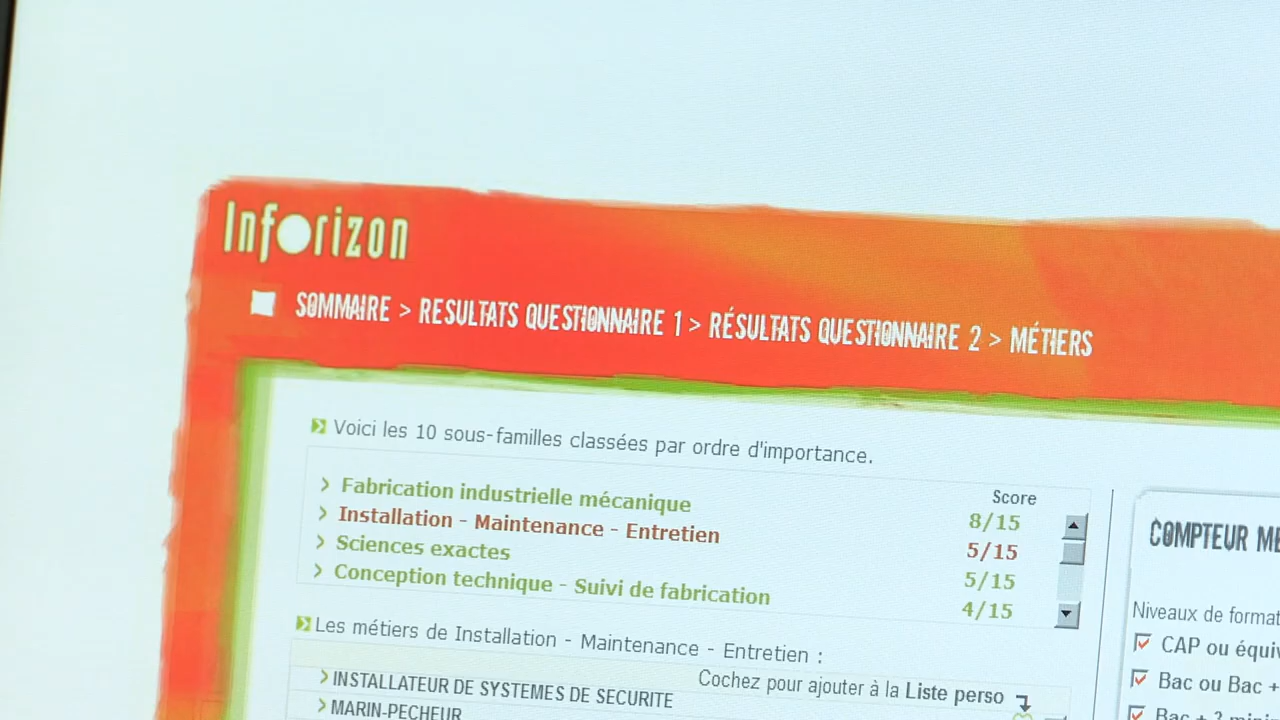 Inforizon
SOMMAIRE > RESULTATS QUESTIONNAIRE 1 > RÉSULTATS QUESTIONNAIRE 2 > MÉTIERS
Voici les 10 sous-familles classées par ordre d'importance.
Score
Fabrication industrielle mécanique 8/15
Installation - Maintenance - Entretien 5/15
Sciences exactes 5/15
Conception technique - Suivi de fabrication 4/15
Les métiers de Installation - Maintenance - Entretien :
Cochez pour ajouter à la Liste perso
INSTALLATEUR DE SYSTEMES DE SECURITE
MARIN-PECHEUR
COMPTEUR
Niveaux de
CAP ou
Bac ou Bac +
Bac + 2